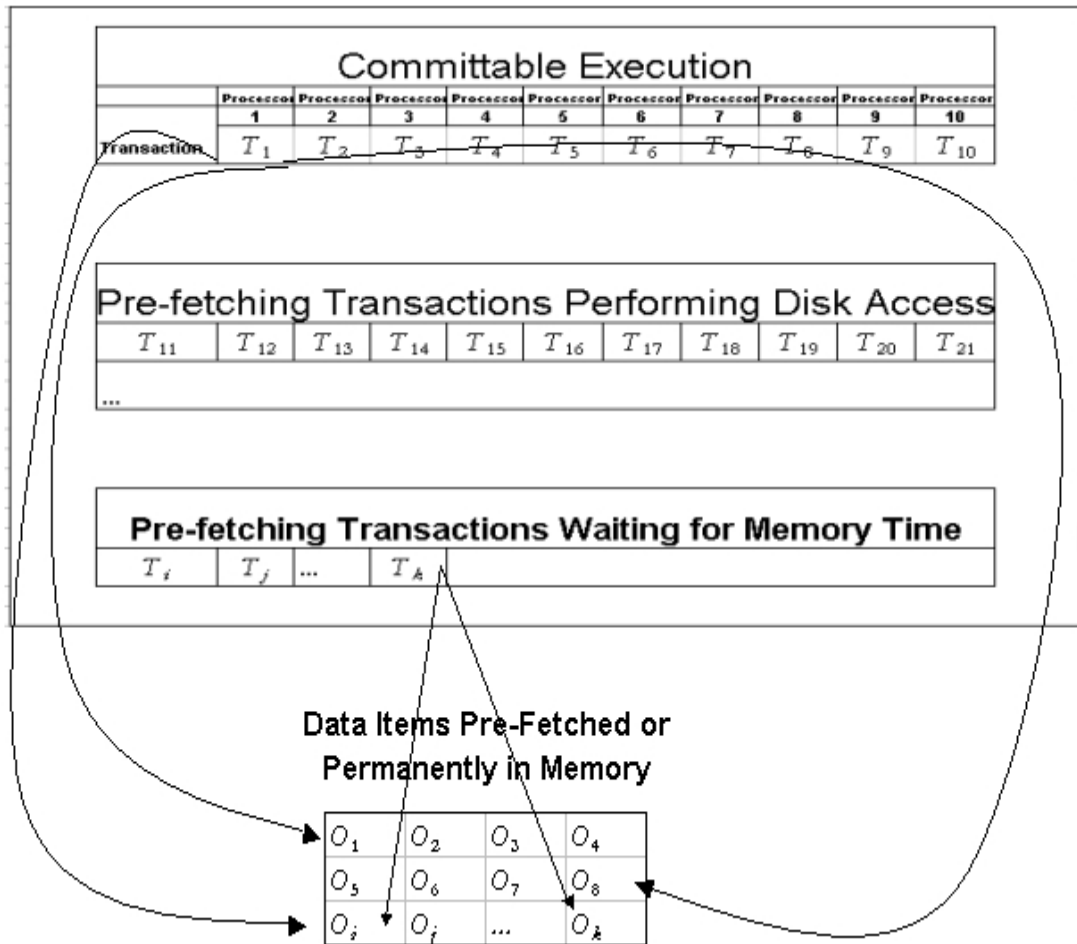 Committable Execution
Processor Processor Processor Processor Processor Processor Processor Processor Processor Processor
1 2 3 4 5 6 7 8 9 10
Transaction T₁ T₂ T₃ T₄ T₅ T₆ T₇ T₈ T₉ T₁₀
Pre-fetching Transactions Performing Disk Access
T₁₁ T₁₂ T₁₃ T₁₄ T₁₅ T₁₆ T₁₇ T₁₈ T₁₉ T₂₀ T₂₁
...
Pre-fetching Transactions Waiting for Memory Time
Tᵢ Tⱼ ... Tₖ
Data Items Pre-Fetched or
Permanently in Memory
O₁ O₂ O₃ O₄
O₅ O₆ O₇ O₈
Oᵢ Oⱼ ... Oₖ